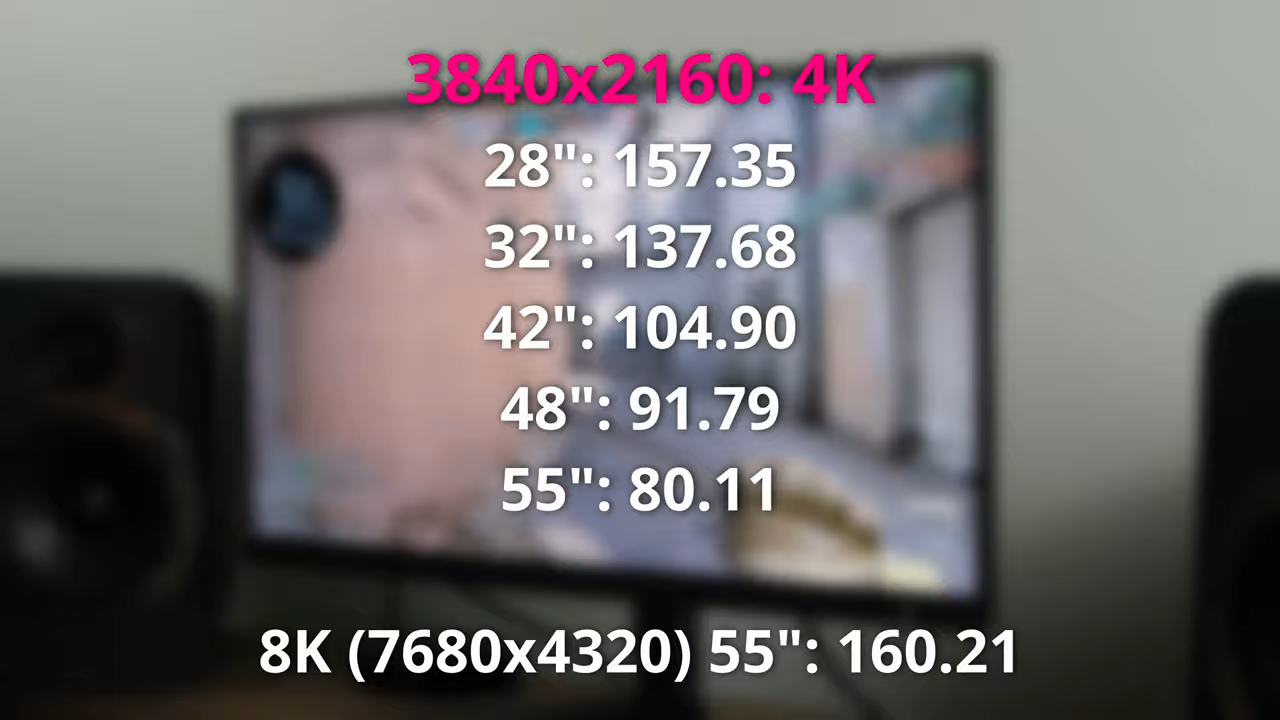 3840x2160: 4K
28": 157.35
32": 137.68
42": 104.90
48": 91.79
55": 80.11
8K (7680x4320) 55": 160.21